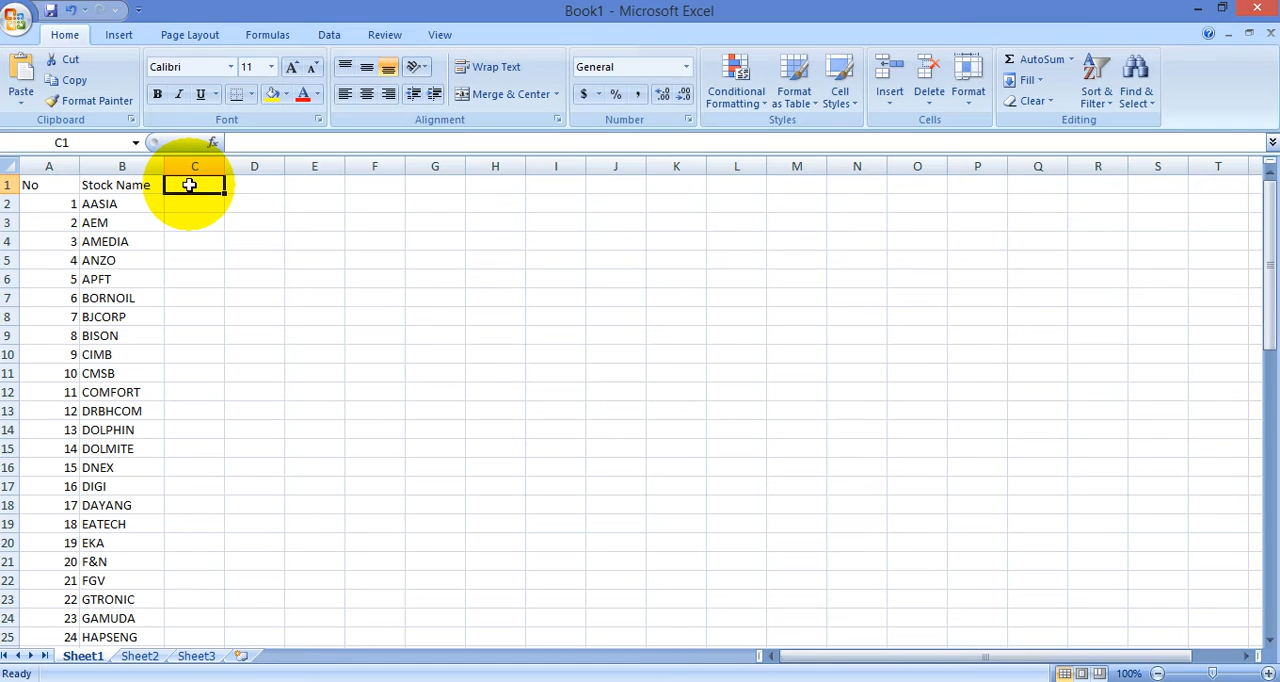 Book1 - Microsoft Excel
Home Insert Page Layout Formulas Data Review View
Paste
Cut
Copy
Format Painter
Clipboard
Calibri 11
B I U
Font
Wrap Text
Merge & Center
Alignment
General
$ % ,
Number
Conditional Formatting
Format as Table
Cell Styles
Styles
Insert Delete Format
Cells
Σ AutoSum
Fill
Clear
Sort & Filter
Find & Select
Editing
C1 fx
A B C D E F G H I J K L M N O P Q R S T
1 No Stock Name
2 1 AASIA
3 2 AEM
4 3 AMEDIA
5 4 ANZO
6 5 APFT
7 6 BORNOIL
8 7 BJCORP
9 8 BISON
10 9 CIMB
11 10 CMSB
12 11 COMFORT
13 12 DRBHCOM
14 13 DOLPHIN
15 14 DOLMITE
16 15 DNEX
17 16 DIGI
18 17 DAYANG
19 18 EATECH
20 19 EKA
21 20 F&N
22 21 FGV
23 22 GTRONIC
24 23 GAMUDA
25 24 HAPSENG
Sheet1 Sheet2 Sheet3
Ready 100%